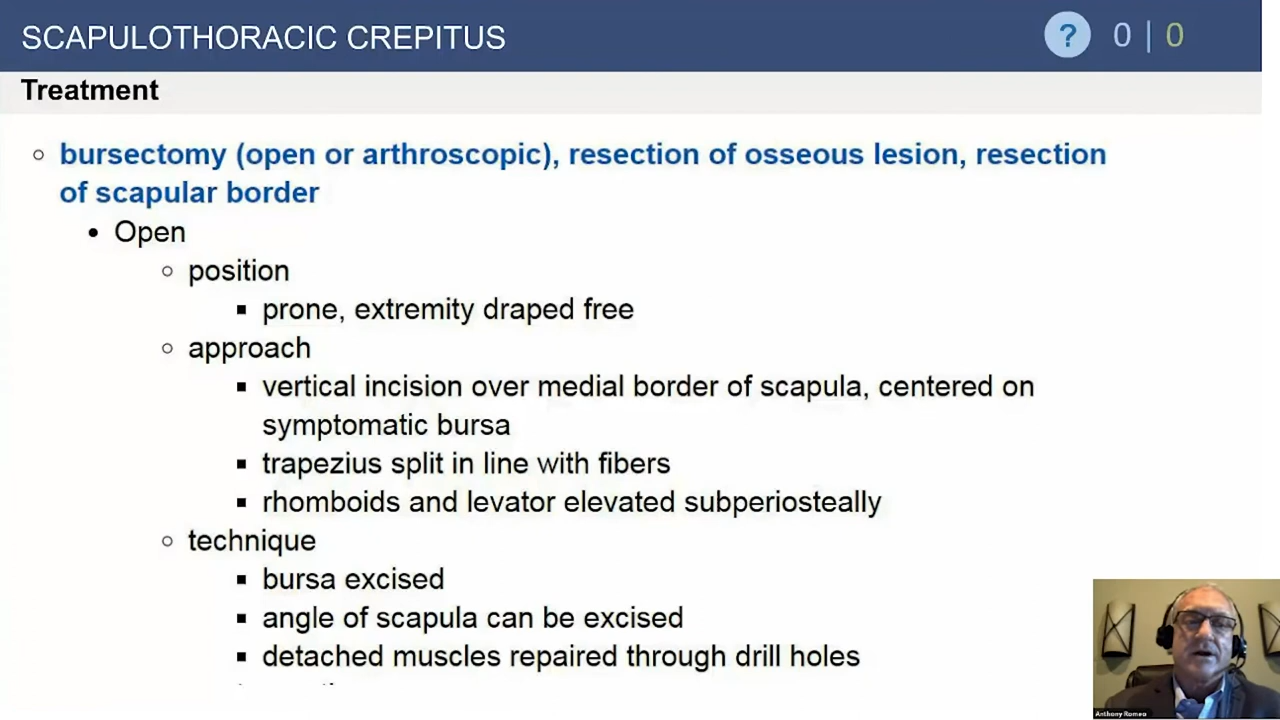 SCAPULOTHORACIC CREPITUS
? 0 | 0
Treatment
bursectomy (open or arthroscopic), resection of osseous lesion, resection
of scapular border
Open
position
prone, extremity draped free
approach
vertical incision over medial border of scapula, centered on
symptomatic bursa
trapezius split in line with fibers
rhomboids and levator elevated subperiosteally
technique
bursa excised
angle of scapula can be excised
detached muscles repaired through drill holes
Anthony Romeo